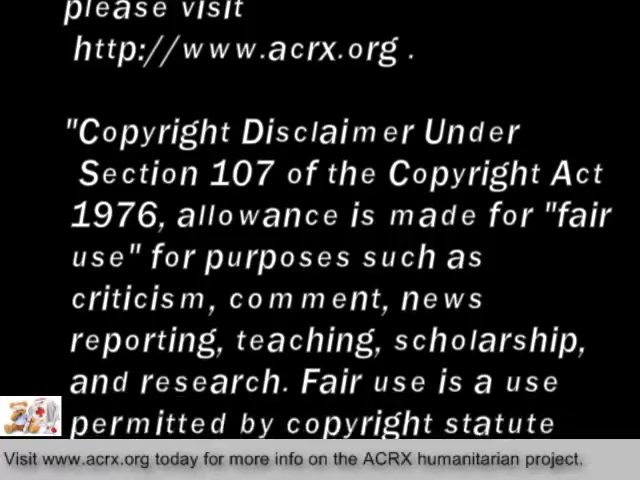 please visit
http://www.acrx.org .
"Copyright Disclaimer Under
Section 107 of the Copyright Act
1976, allowance is made for "fair
use" for purposes such as
criticism, comment, news
reporting, teaching, scholarship,
and research. Fair use is a use
permitted by copyright statute
Visit www.acrx.org today for more info on the ACRX humanitarian project.